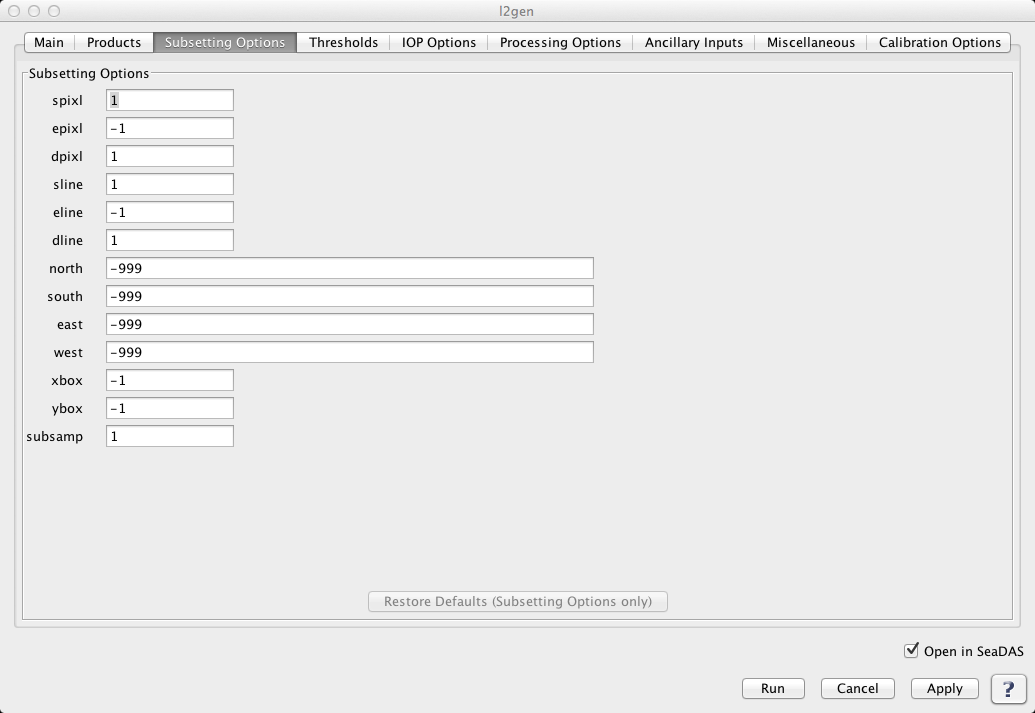 l2gen
Main Products Subsetting Options Thresholds IOP Options Processing Options Ancillary Inputs Miscellaneous Calibration Options
Subsetting Options
spixl 1
epixl -1
dpixl 1
sline 1
eline -1
dline 1
north -999
south -999
east -999
west -999
xbox -1
ybox -1
subsamp 1
Restore Defaults (Subsetting Options only)
Open in SeaDAS
Run Cancel Apply ?